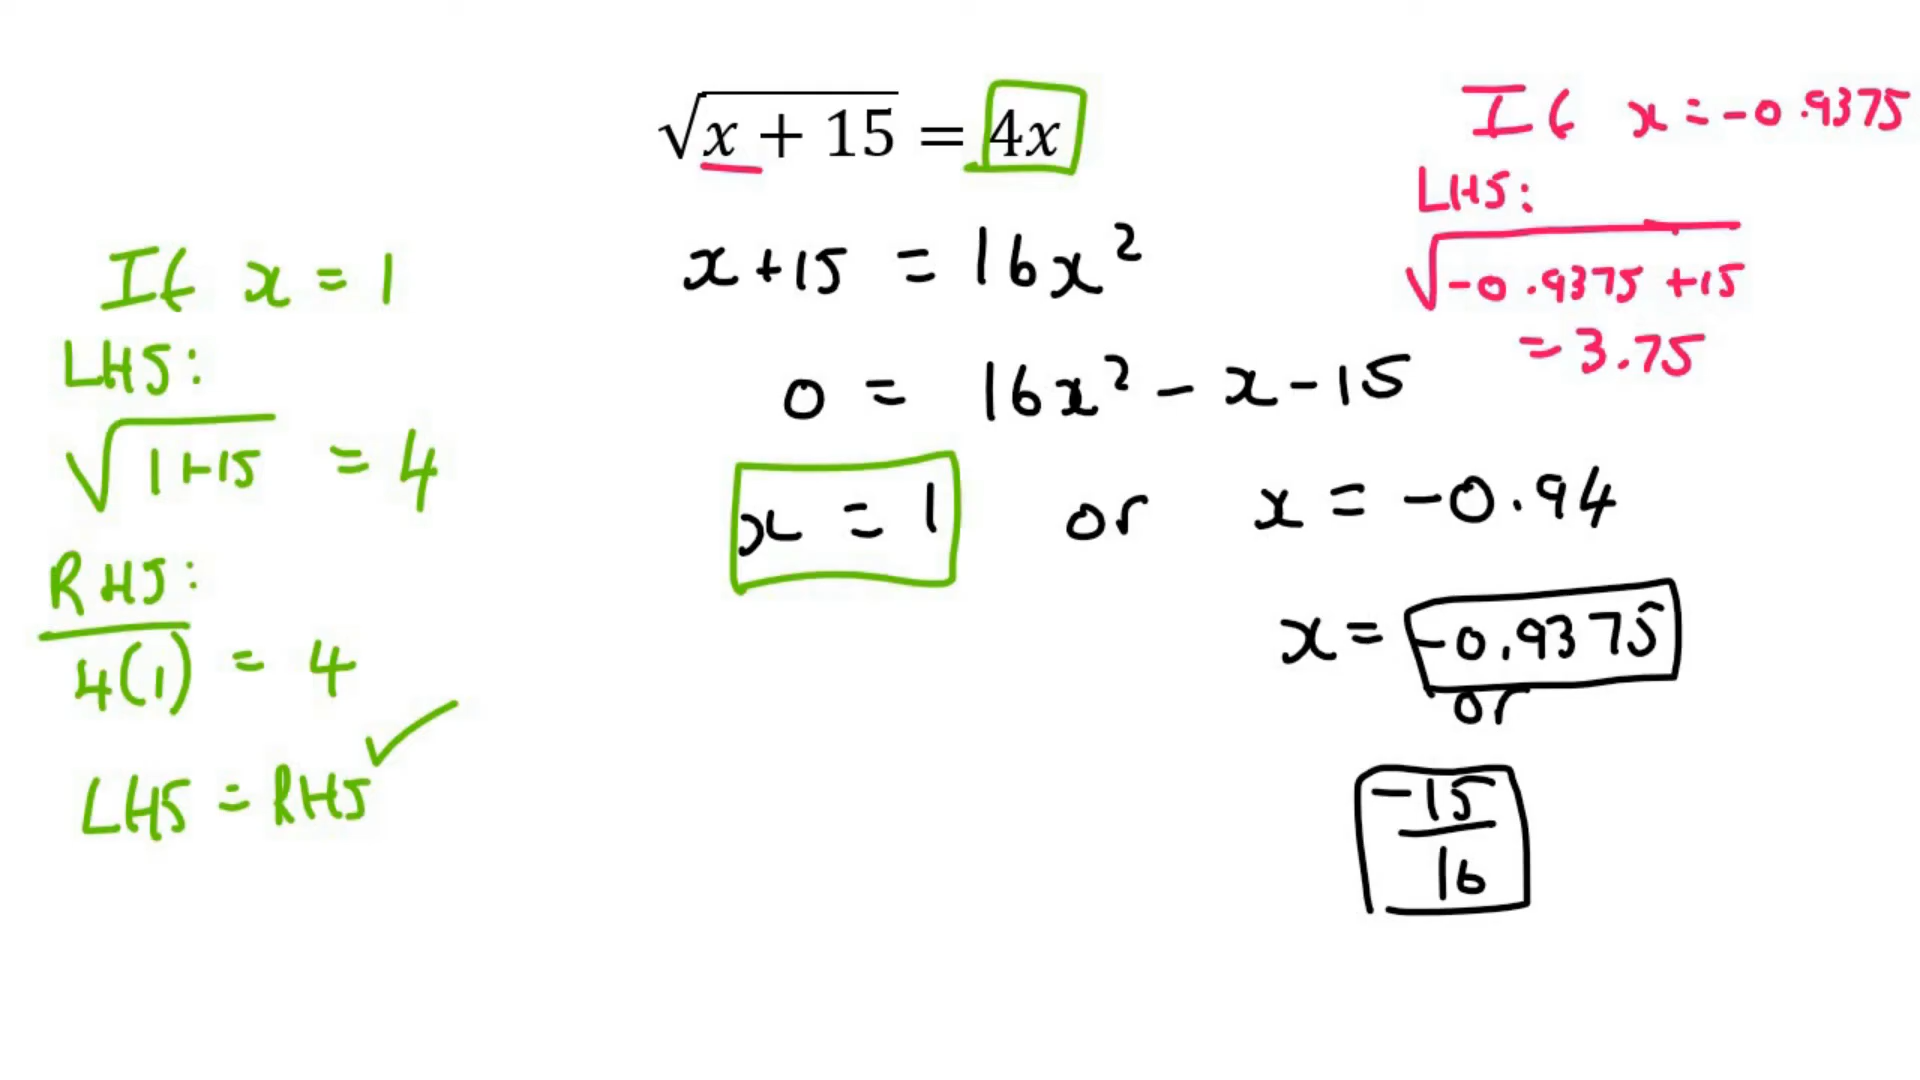 √x + 15 = 4x
x + 15 = 16x²
0 = 16x² - x - 15
x = 1 or x = -0.94
x = -0.9375
or
-15
16
If x = 1
LHS:
√1+15 = 4
RHS:
4(1) = 4
LHS = RHS ✓
If x = -0.9375
LHS:
√-0.9375 + 15
= 3.75